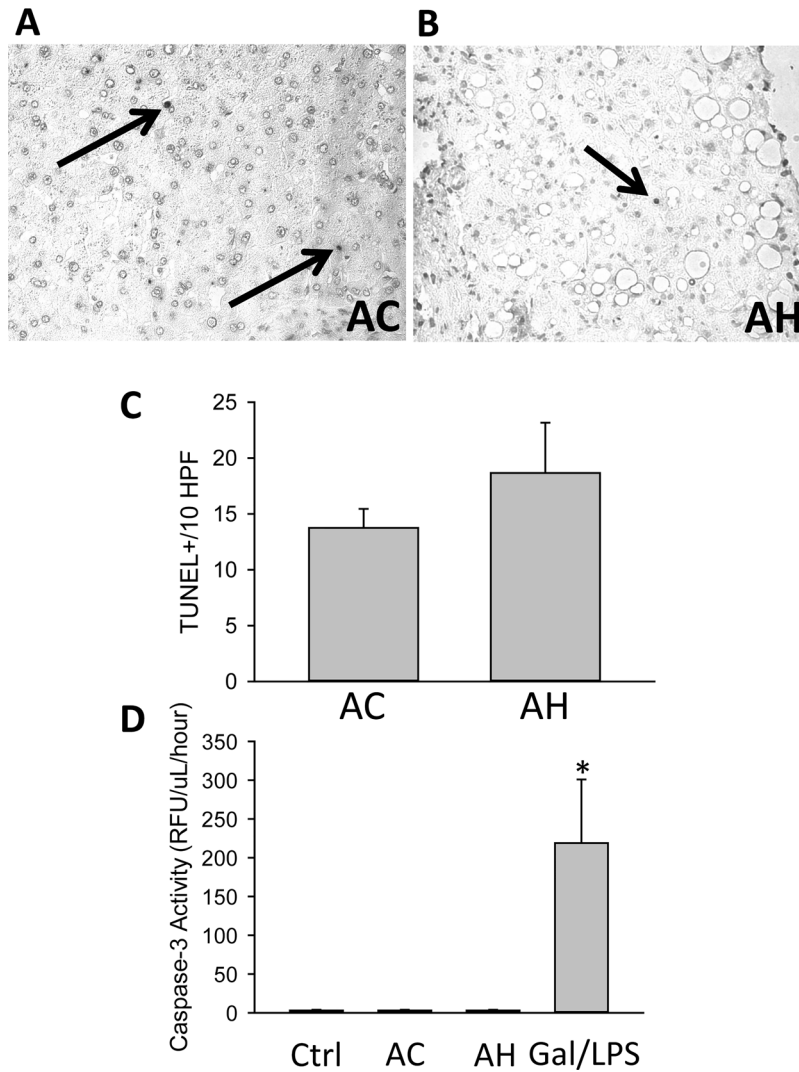 A
B
AC
AH
C
TUNEL+/10 HPF
25
20
15
10
5
0
AC
AH
D
Caspase-3 Activity (RFU/uL/hour)
350
300
250
200
150
100
50
0
*
Ctrl
AC
AH
Gal/LPS